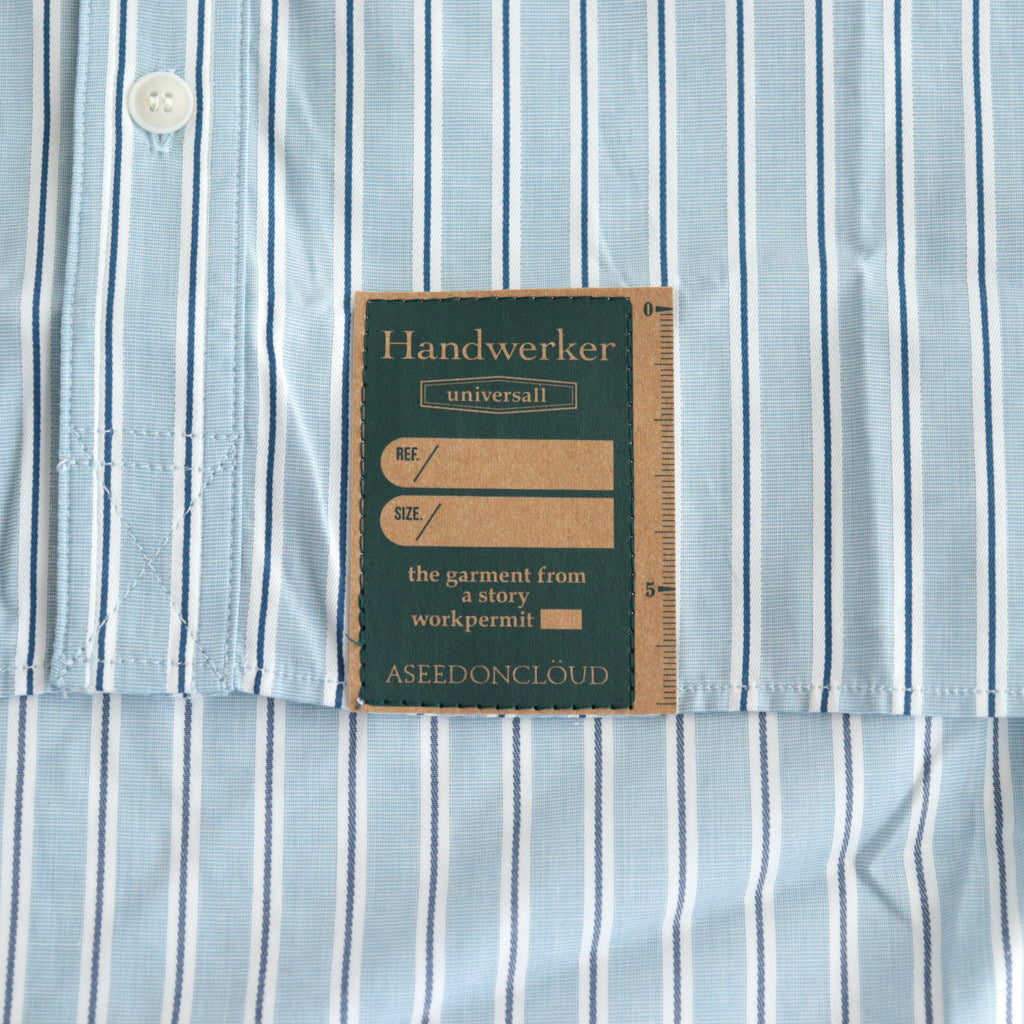 Handwerker
universall
REF. /
SIZE. /
the garment from
a story
workpermit
ASEEDONCLÖUD
0
5